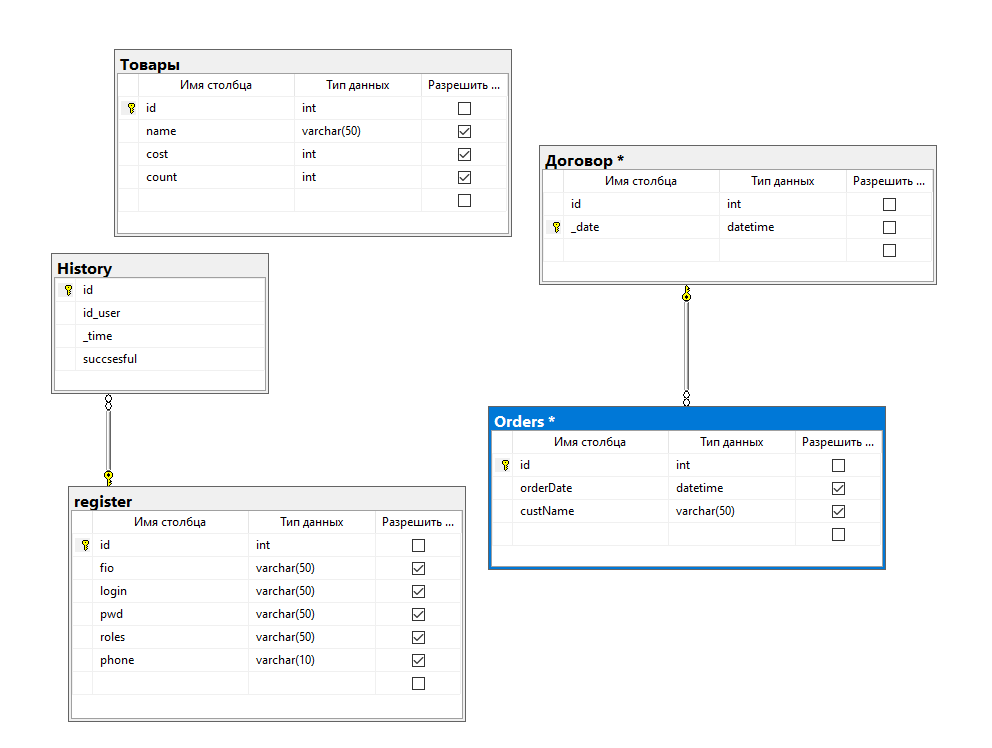 Товары
Имя столбца Тип данных Разрешить ...
id int
name varchar(50)
cost int
count int
Договор *
Имя столбца Тип данных Разрешить ...
id int
_date datetime
History
id
id_user
_time
succsesful
Orders *
Имя столбца Тип данных Разрешить ...
id int
orderDate datetime
custName varchar(50)
register
Имя столбца Тип данных Разрешить ...
id int
fio varchar(50)
login varchar(50)
pwd varchar(50)
roles varchar(50)
phone varchar(10)